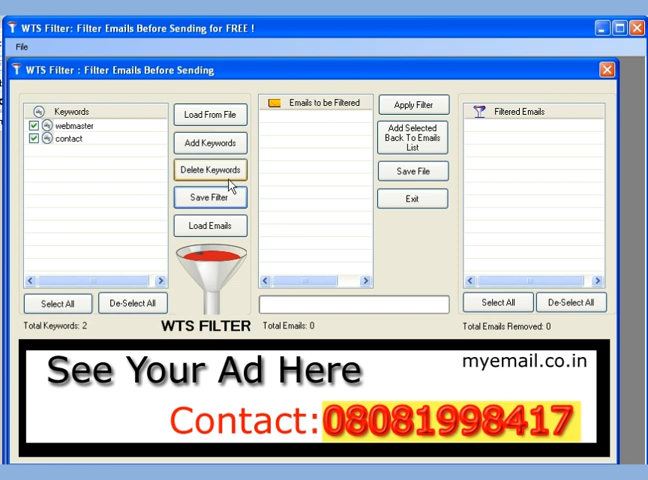 WTS Filter: Filter Emails Before Sending for FREE !
File
WTS Filter : Filter Emails Before Sending
Keywords
webmaster
contact
Select All
De-Select All
Total Keywords: 2
Load From File
Add Keywords
Delete Keywords
Save Filter
Load Emails
WTS FILTER
Emails to be Filtered
Total Emails: 0
Apply Filter
Add Selected
Back To Emails
List
Save File
Exit
Filtered Emails
Select All
De-Select All
Total Emails Removed: 0
See Your Ad Here
myemail.co.in
Contact:08081998417